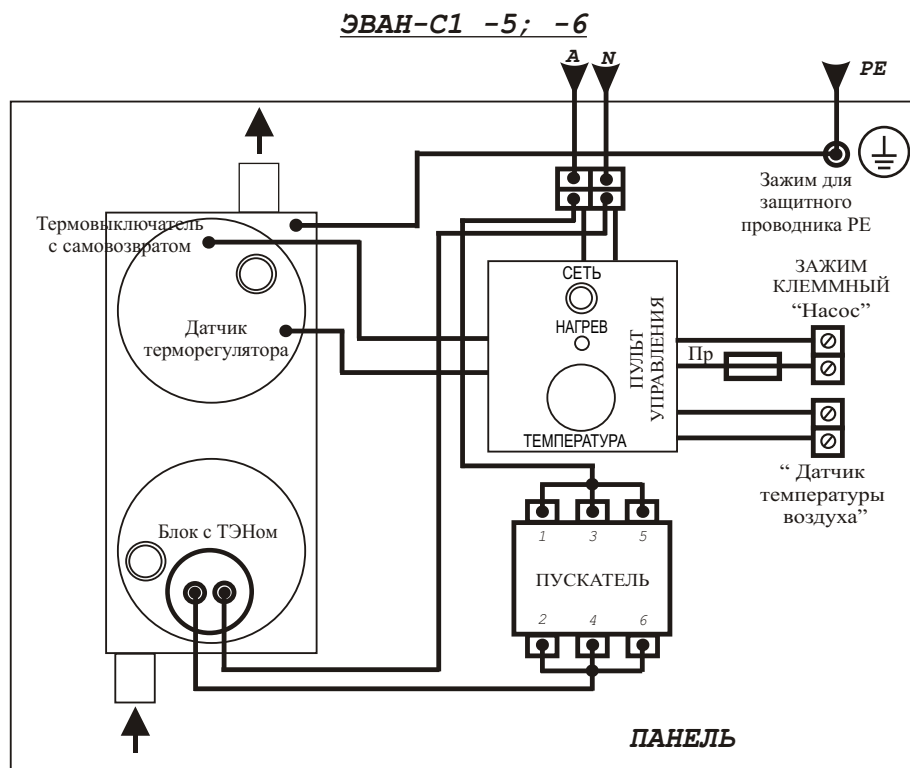 ЭВАН-С1 -5; -6
A
N
PE
Термовыключатель
с самовозвратом
Зажим для
защитного
проводника PE
СЕТЬ
НАГРЕВ
ТЕМПЕРАТУРА
ПУЛЬТ
УПРАВЛЕНИЯ
Датчик
терморегулятора
ЗАЖИМ
КЛЕММНЫЙ
“Насос”
Пр
“ Датчик
температуры
воздуха”
Блок с ТЭНом
1 3 5
ПУСКАТЕЛЬ
2 4 6
ПАНЕЛЬ